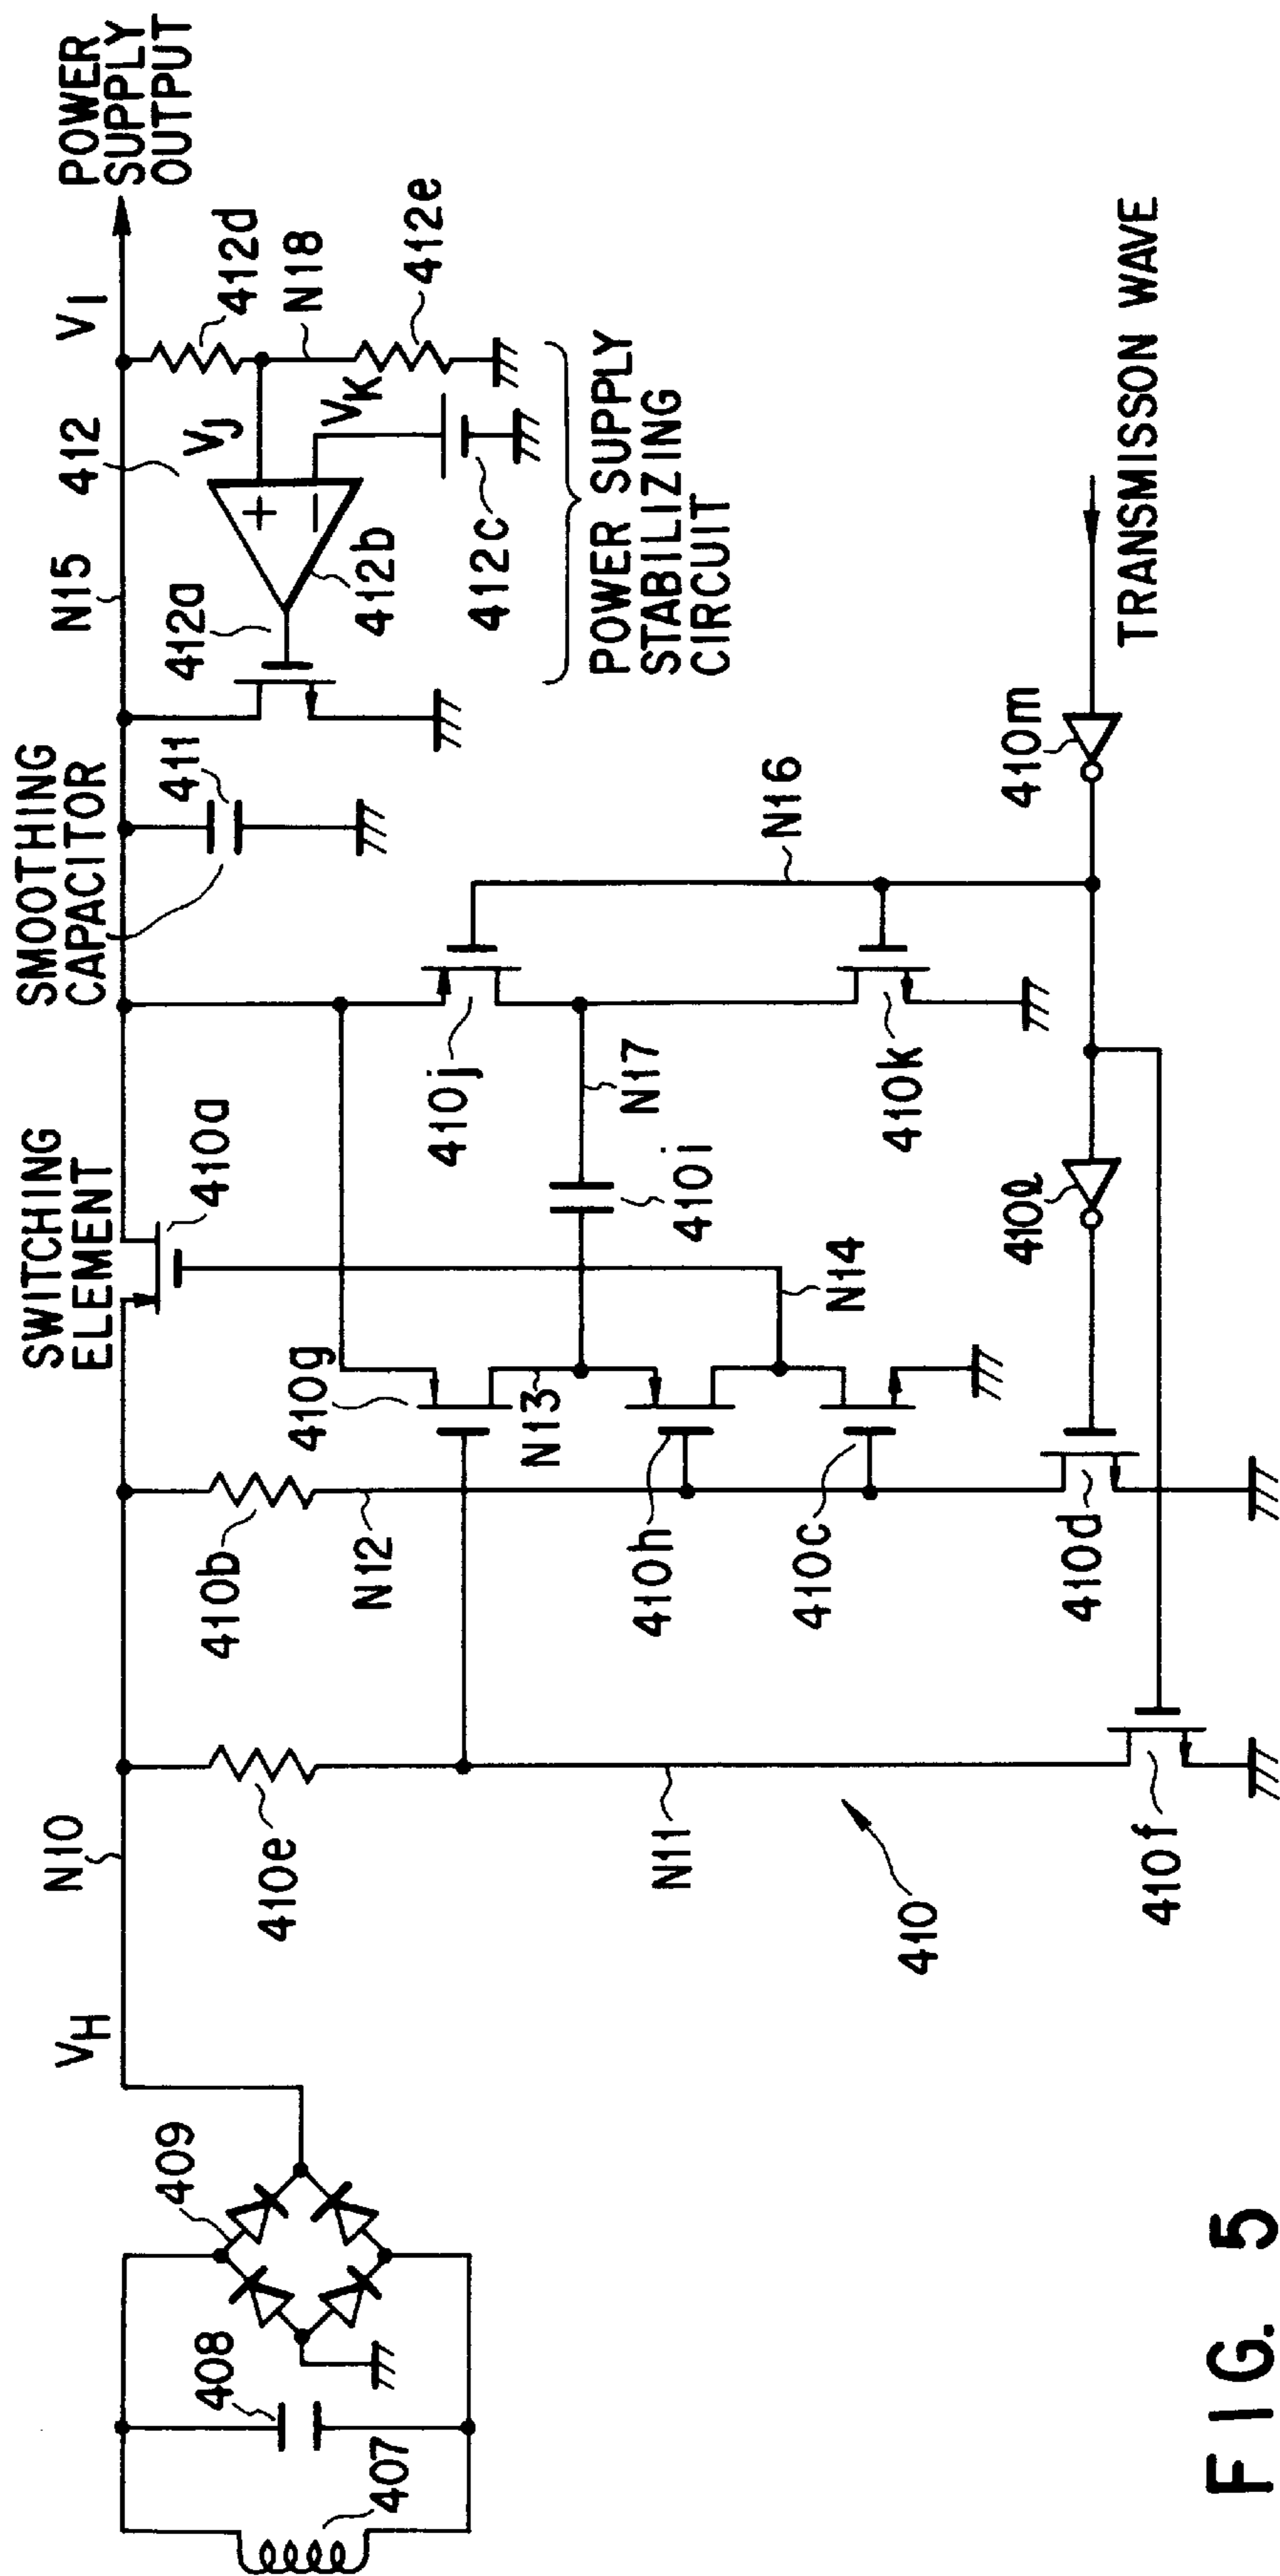 SWITCHING
ELEMENT
410a
SMOOTHING
CAPACITOR
411
N15
412
VI
POWER
SUPPLY
OUTPUT
VH
N10
409
408
407
410e
410b
N12
410g
N13
410h
410c
N14
410i
N17
410j
410k
N16
412a
412b
412c
VJ
VK
412d
N18
412e
POWER SUPPLY
STABILIZING
CIRCUIT
N11
410
410f
410d
410l
410m
TRANSMISSON WAVE
FIG. 5